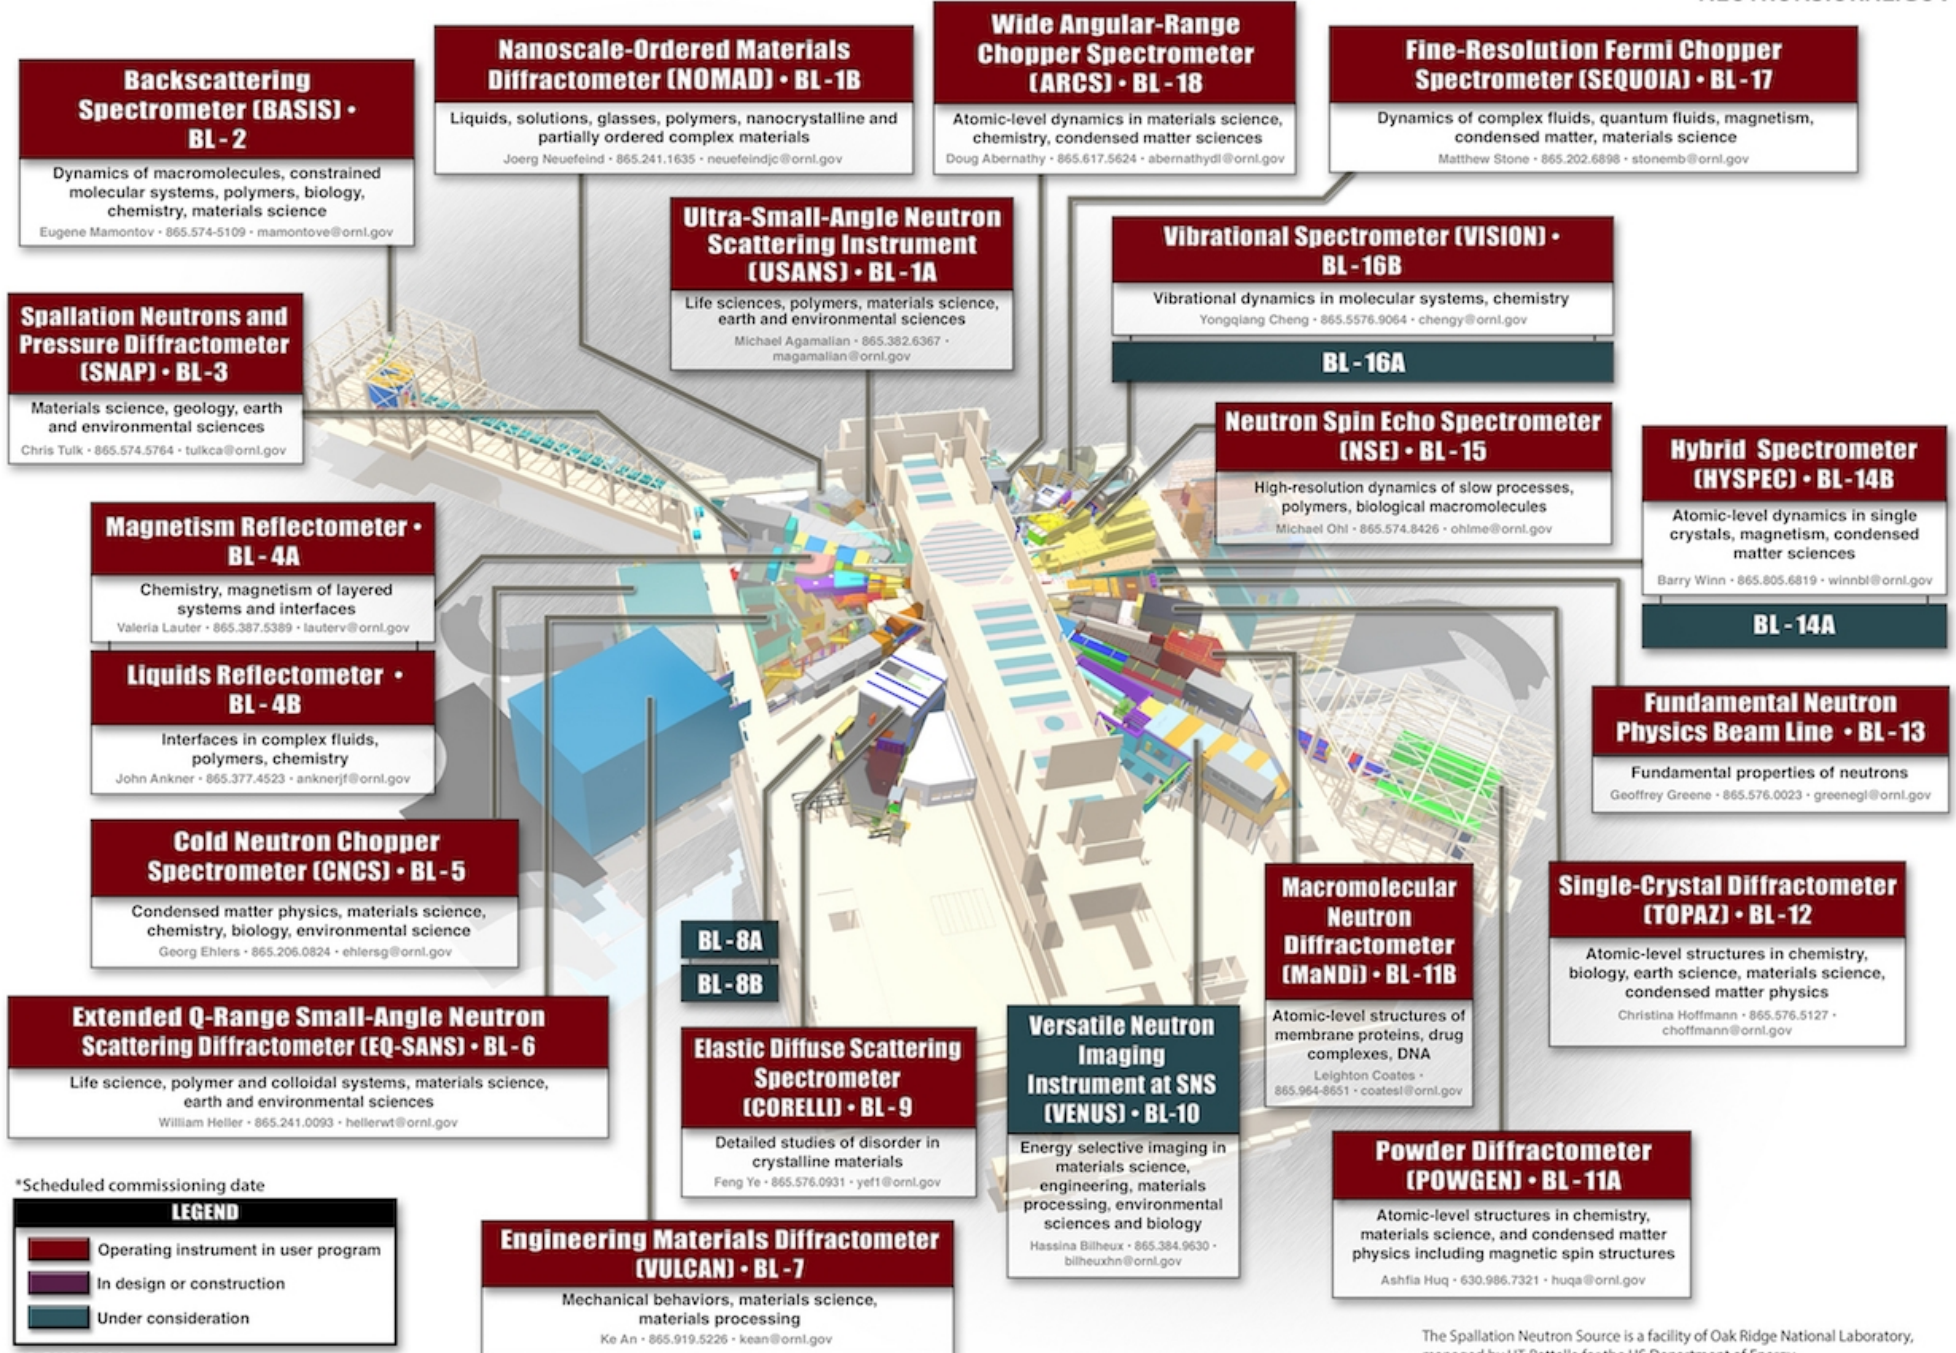 Backscattering
Spectrometer (BASIS) •
BL - 2
Dynamics of macromolecules, constrained
molecular systems, polymers, biology,
chemistry, materials science
Eugene Mamontov • 865.574-5109 • mamontove@ornl.gov
Nanoscale-Ordered Materials
Diffractometer (NOMAD) • BL -1B
Liquids, solutions, glasses, polymers, nanocrystalline and
partially ordered complex materials
Joerg Neuefeind • 865.241.1635 • neuefeindjc@ornl.gov
Wide Angular-Range
Chopper Spectrometer
(ARCS) • BL -18
Atomic-level dynamics in materials science,
chemistry, condensed matter sciences
Doug Abernathy • 865.617.5624 • abernathydl@ornl.gov
Fine-Resolution Fermi Chopper
Spectrometer (SEQUOIA) • BL - 17
Dynamics of complex fluids, quantum fluids, magnetism,
condensed matter, materials science
Matthew Stone • 865.202.6898 • stonemb@ornl.gov
Ultra-Small-Angle Neutron
Scattering Instrument
(USANS) • BL -1A
Life sciences, polymers, materials science,
earth and environmental sciences
Michael Agamalian • 865.382.6367 •
magamalian@ornl.gov
Vibrational Spectrometer (VISION) •
BL -16B
Vibrational dynamics in molecular systems, chemistry
Yongqiang Cheng • 865.5576.9064 • chengy@ornl.gov
BL - 16A
Spallation Neutrons and
Pressure Diffractometer
(SNAP) • BL-3
Materials science, geology, earth
and environmental sciences
Chris Tulk • 865.574.5764 • tulkca@ornl.gov
Neutron Spin Echo Spectrometer
(NSE) • BL - 15
High-resolution dynamics of slow processes,
polymers, biological macromolecules
Michael Ohl • 865.574.8426 • ohlme@ornl.gov
Hybrid Spectrometer
(HYSPEC) • BL-14B
Atomic-level dynamics in single
crystals, magnetism, condensed
matter sciences
Barry Winn • 865.805.6819 • winnbl@ornl.gov
BL - 14A
Magnetism Reflectometer •
BL - 4A
Chemistry, magnetism of layered
systems and interfaces
Valeria Lauter • 865.387.5389 • lauterv@ornl.gov
Liquids Reflectometer •
BL - 4B
Interfaces in complex fluids,
polymers, chemistry
John Ankner • 865.377.4523 • anknerjf@ornl.gov
Fundamental Neutron
Physics Beam Line • BL-13
Fundamental properties of neutrons
Geoffrey Greene • 865.576.0023 • greenegl@ornl.gov
Cold Neutron Chopper
Spectrometer (CNCS) • BL - 5
Condensed matter physics, materials science,
chemistry, biology, environmental science
Georg Ehlers • 865.206.0824 • ehlersg@ornl.gov
BL - 8A
BL - 8B
Macromolecular
Neutron
Diffractometer
(MaNDi) • BL-11B
Atomic-level structures of
membrane proteins, drug
complexes, DNA
Leighton Coates •
865.964-8651 • coatesl@ornl.gov
Single-Crystal Diffractometer
(TOPAZ) • BL - 12
Atomic-level structures in chemistry,
biology, earth science, materials science,
condensed matter physics
Christina Hoffmann • 865.576.5127 •
choffmann@ornl.gov
Extended Q-Range Small-Angle Neutron
Scattering Diffractometer (EQ-SANS) • BL - 6
Life science, polymer and colloidal systems, materials science,
earth and environmental sciences
William Heller • 865.241.0093 • hellerwt@ornl.gov
Elastic Diffuse Scattering
Spectrometer
(CORELLI) • BL - 9
Detailed studies of disorder in
crystalline materials
Feng Ye • 865.576.0931 • yef1@ornl.gov
Versatile Neutron
Imaging
Instrument at SNS
(VENUS) • BL-10
Energy selective imaging in
materials science,
engineering, materials
processing, environmental
sciences and biology
Hassina Bilheux • 865.384.9630 •
bilheuxhn@ornl.gov
Powder Diffractometer
(POWGEN) • BL -11A
Atomic-level structures in chemistry,
materials science, and condensed matter
physics including magnetic spin structures
Ashfia Huq • 630.986.7321 • huqa@ornl.gov
*Scheduled commissioning date
LEGEND
Operating instrument in user program
In design or construction
Under consideration
Engineering Materials Diffractometer
(VULCAN) • BL - 7
Mechanical behaviors, materials science,
materials processing
Ke An • 865.919.5226 • kean@ornl.gov
The Spallation Neutron Source is a facility of Oak Ridge National Laboratory,